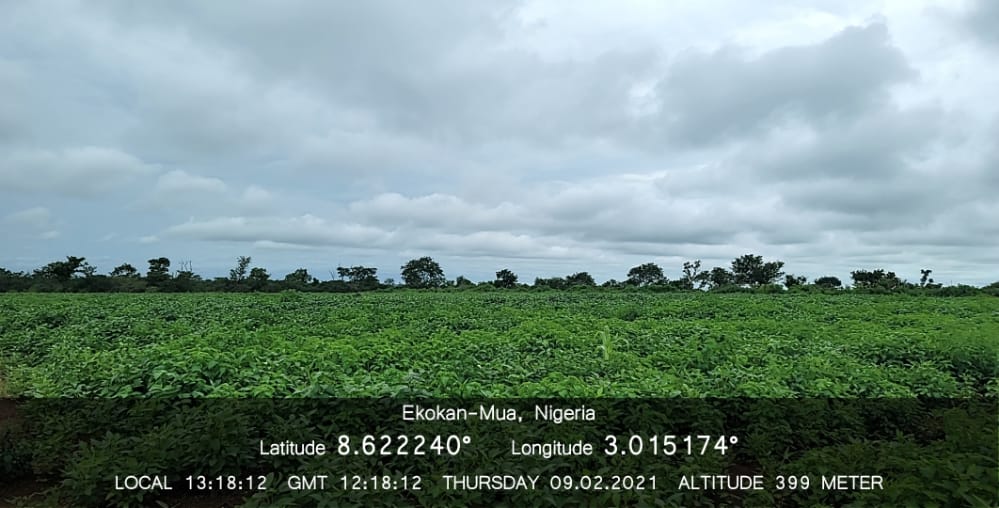 Ekokan-Mua, Nigeria
Latitude 8.622240° Longitude 3.015174°
LOCAL 13:18:12 GMT 12:18:12 THURSDAY 09.02.2021 ALTITUDE 399 METER